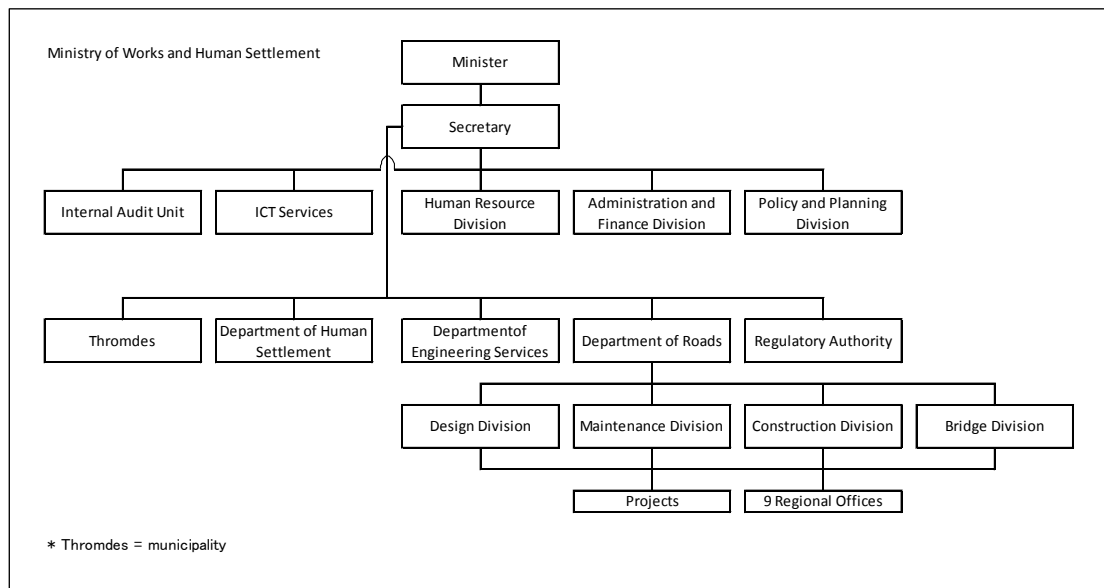 Ministry of Works and Human Settlement
Minister
Secretary
Internal Audit Unit
ICT Services
Human Resource
Division
Administration and
Finance Division
Policy and Planning
Division
Thromdes
Department of Human
Settlement
Departmentof
Engineering Services
Department of Roads
Regulatory Authority
Design Division
Maintenance Division
Construction Division
Bridge Division
Projects
9 Regional Offices
* Thromdes = municipality